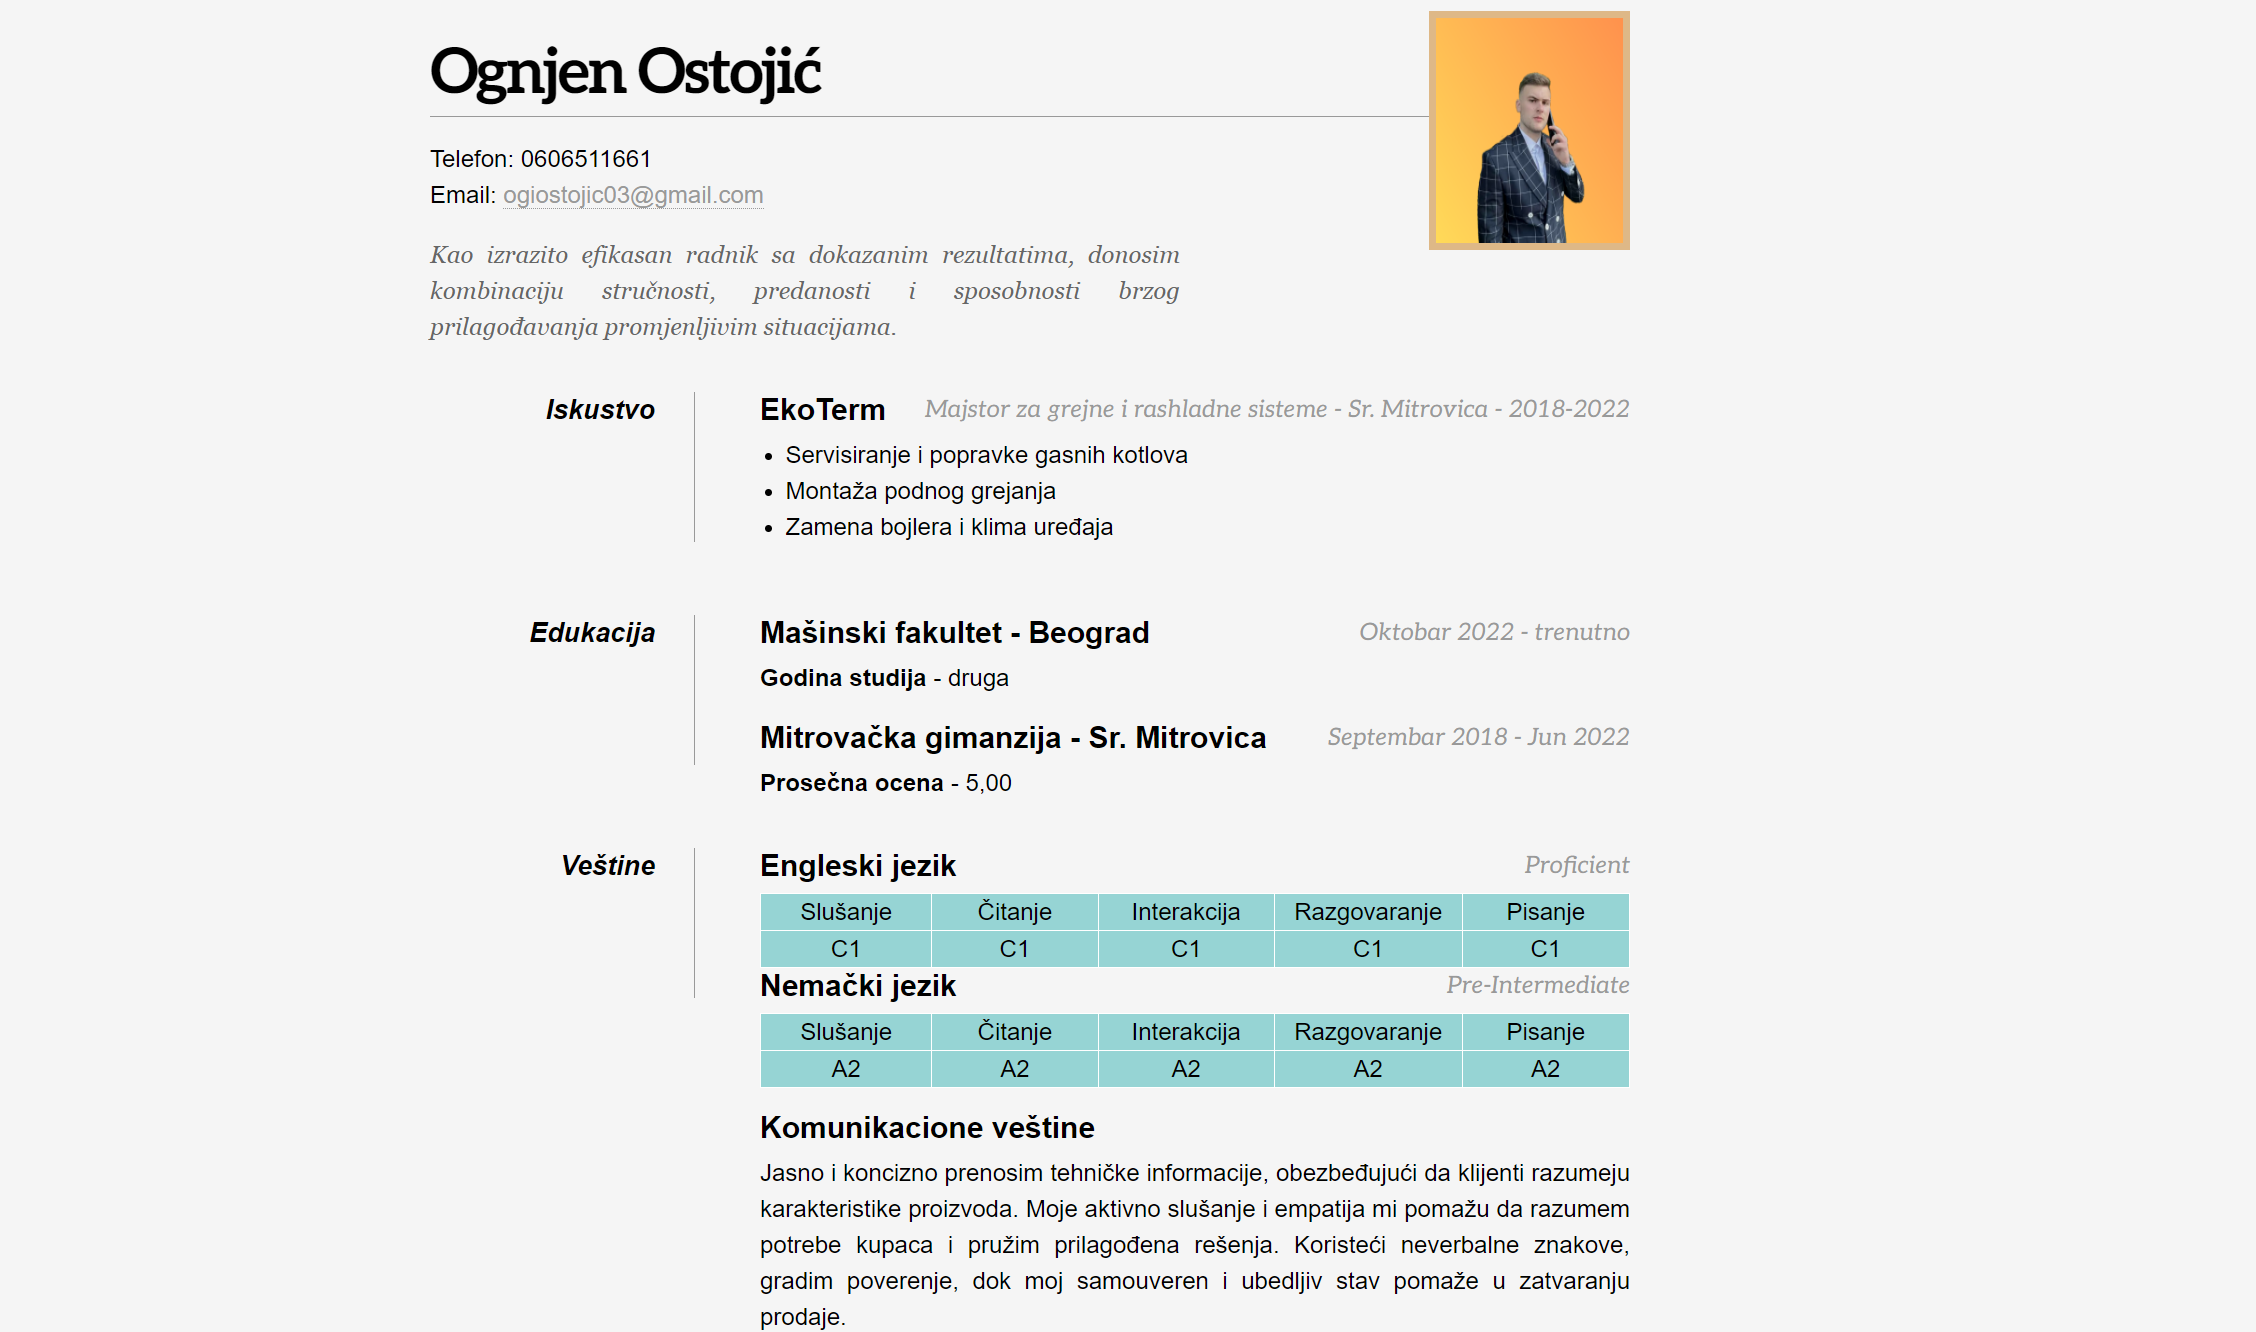 Ognjen Ostojić
Telefon: 0606511661
Email: ogiostojic03@gmail.com
Kao izrazito efikasan radnik sa dokazanim rezultatima, donosim
kombinaciju stručnosti, predanosti i sposobnosti brzog
prilagođavanja promjenljivim situacijama.
Iskustvo
EkoTerm Majstor za grejne i rashladne sisteme - Sr. Mitrovica - 2018-2022
• Servisiranje i popravke gasnih kotlova
• Montaža podnog grejanja
• Zamena bojlera i klima uređaja
Edukacija
Mašinski fakultet - Beograd Oktobar 2022 - trenutno
Godina studija - druga
Mitrovačka gimanzija - Sr. Mitrovica Septembar 2018 - Jun 2022
Prosečna ocena - 5,00
Veštine
Engleski jezik Proficient
Slušanje Čitanje Interakcija Razgovaranje Pisanje
C1 C1 C1 C1 C1
Nemački jezik Pre-Intermediate
Slušanje Čitanje Interakcija Razgovaranje Pisanje
A2 A2 A2 A2 A2
Komunikacione veštine
Jasno i koncizno prenosim tehničke informacije, obezbeđujući da klijenti razumeju
karakteristike proizvoda. Moje aktivno slušanje i empatija mi pomažu da razumem
potrebe kupaca i pružim prilagođena rešenja. Koristeći neverbalne znakove,
gradim poverenje, dok moj samouveren i ubedljiv stav pomaže u zatvaranju
prodaje.